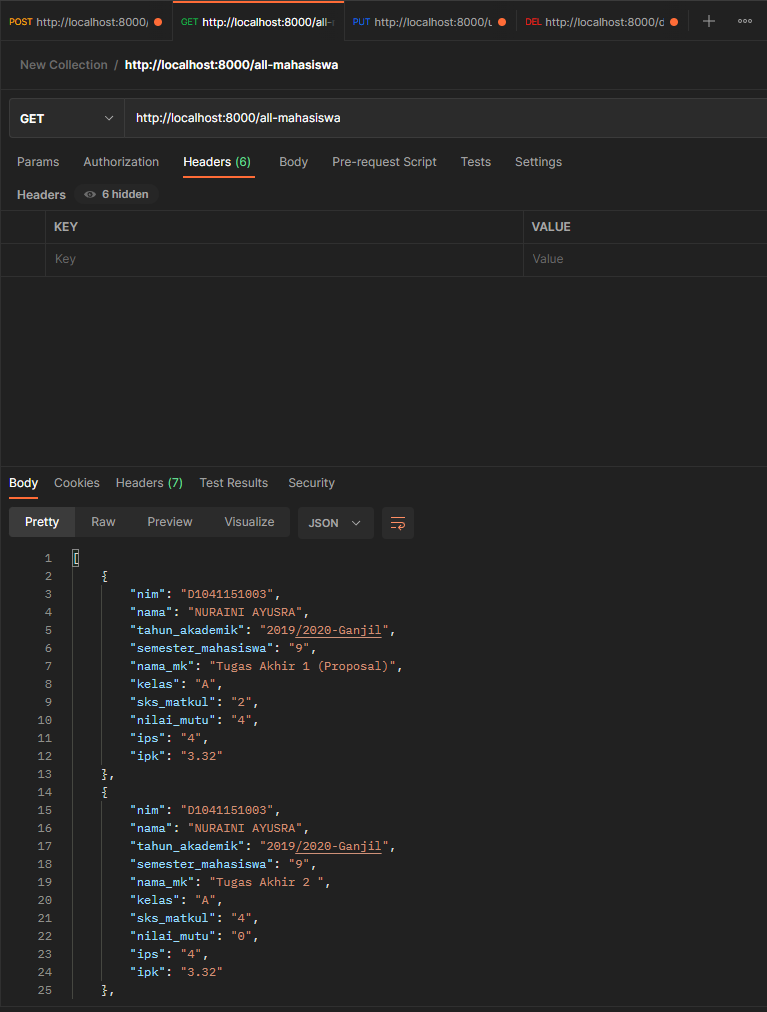 POST http://localhost:8000/
GET http://localhost:8000/all-
PUT http://localhost:8000/u
DEL http://localhost:8000/d
New Collection / http://localhost:8000/all-mahasiswa
GET http://localhost:8000/all-mahasiswa
Params Authorization Headers (6) Body Pre-request Script Tests Settings
Headers 6 hidden
KEY VALUE
Key Value
Body Cookies Headers (7) Test Results Security
Pretty Raw Preview Visualize JSON
1 [
2 {
3 "nim": "D1041151003",
4 "nama": "NURAINI AYUSRA",
5 "tahun_akademik": "2019/2020-Ganjil",
6 "semester_mahasiswa": "9",
7 "nama_mk": "Tugas Akhir 1 (Proposal)",
8 "kelas": "A",
9 "sks_matkul": "2",
10 "nilai_mutu": "4",
11 "ips": "4",
12 "ipk": "3.32"
13 },
14 {
15 "nim": "D1041151003",
16 "nama": "NURAINI AYUSRA",
17 "tahun_akademik": "2019/2020-Ganjil",
18 "semester_mahasiswa": "9",
19 "nama_mk": "Tugas Akhir 2 ",
20 "kelas": "A",
21 "sks_matkul": "4",
22 "nilai_mutu": "0",
23 "ips": "4",
24 "ipk": "3.32"
25 },